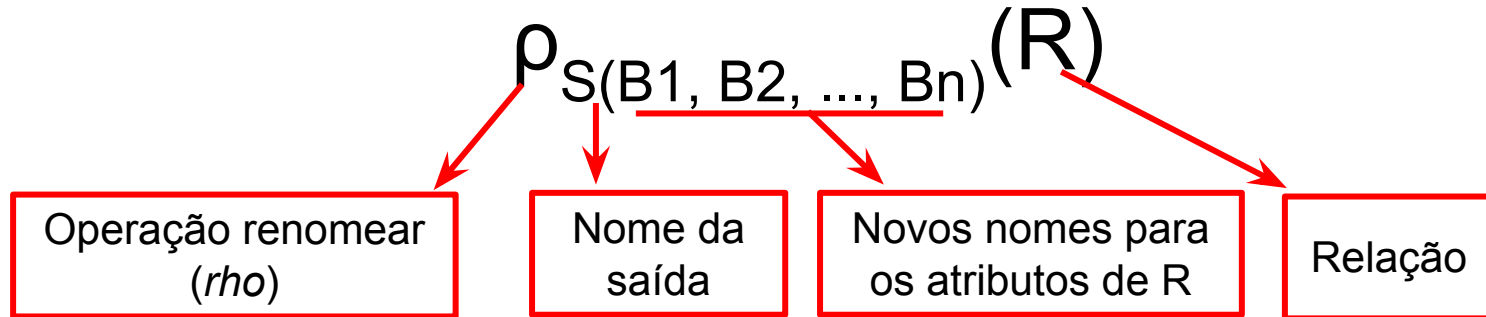 ρS(B1, B2, ..., Bn)(R)
Operação renomear
(rho)
Nome da
saída
Novos nomes para
os atributos de R
Relação